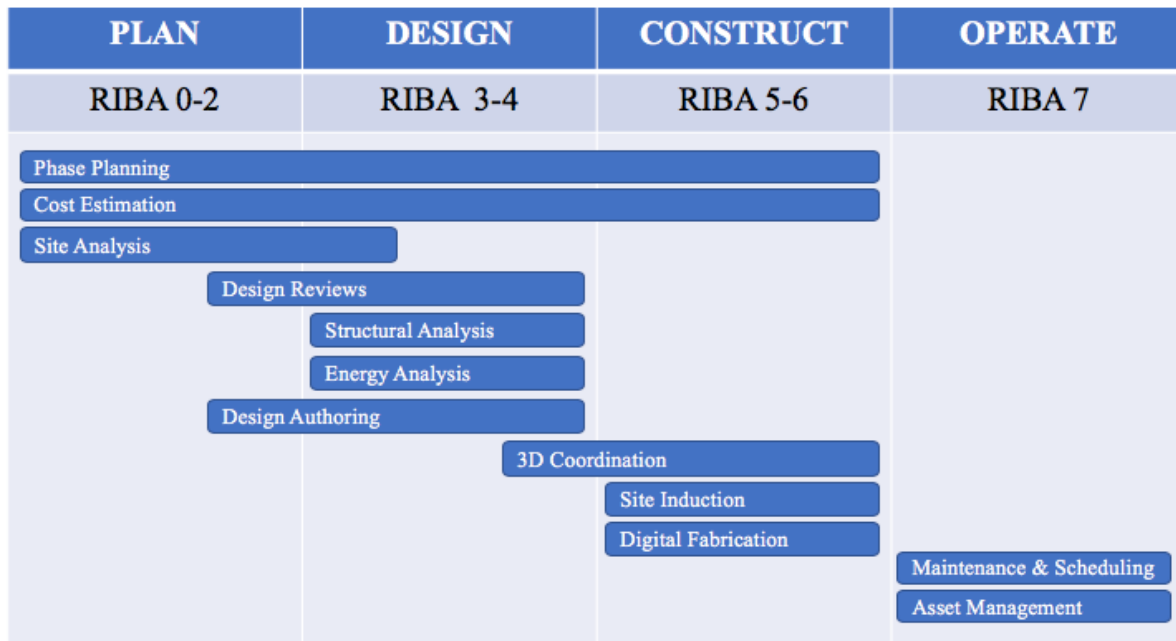 PLAN DESIGN CONSTRUCT OPERATE
RIBA 0-2 RIBA 3-4 RIBA 5-6 RIBA 7
Phase Planning
Cost Estimation
Site Analysis
Design Reviews
Structural Analysis
Energy Analysis
Design Authoring
3D Coordination
Site Induction
Digital Fabrication
Maintenance & Scheduling
Asset Management